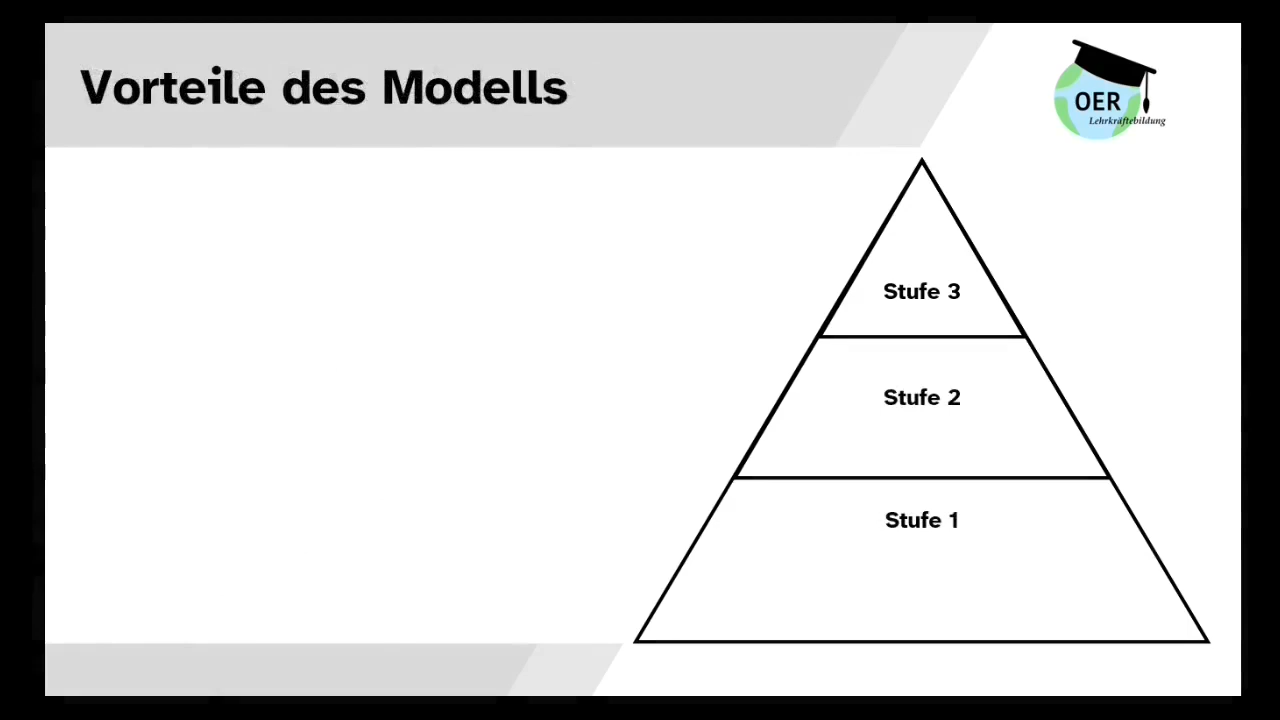 Vorteile des Modells
OER
Lehrkräftebildung
Stufe 3
Stufe 2
Stufe 1